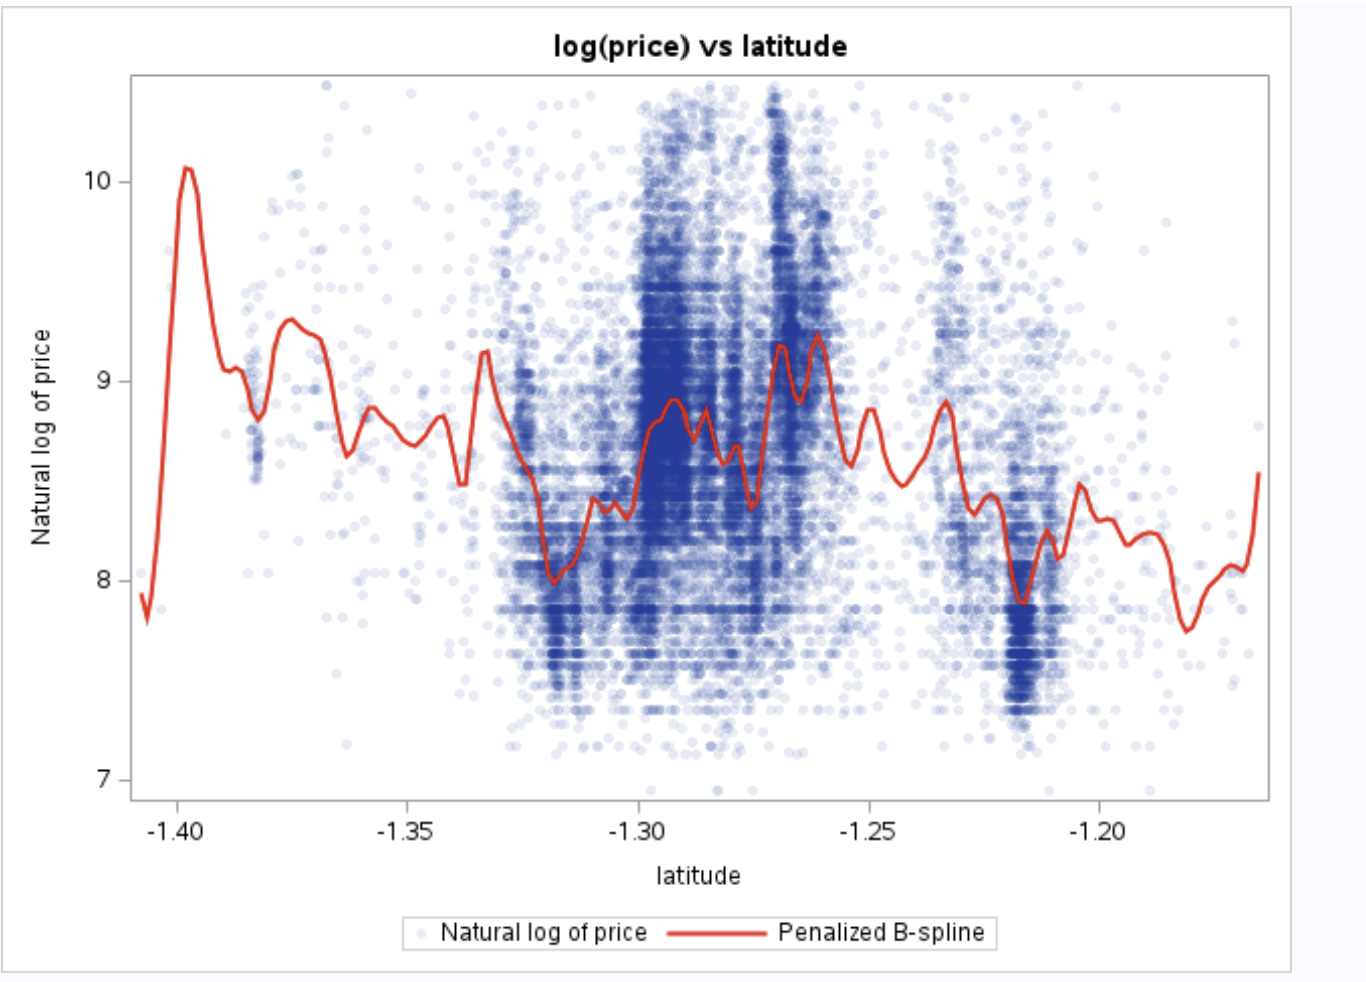 log(price) vs latitude
Natural log of price
10
9
8
7
-1.40 -1.35 -1.30 -1.25 -1.20
latitude
Natural log of price Penalized B-spline